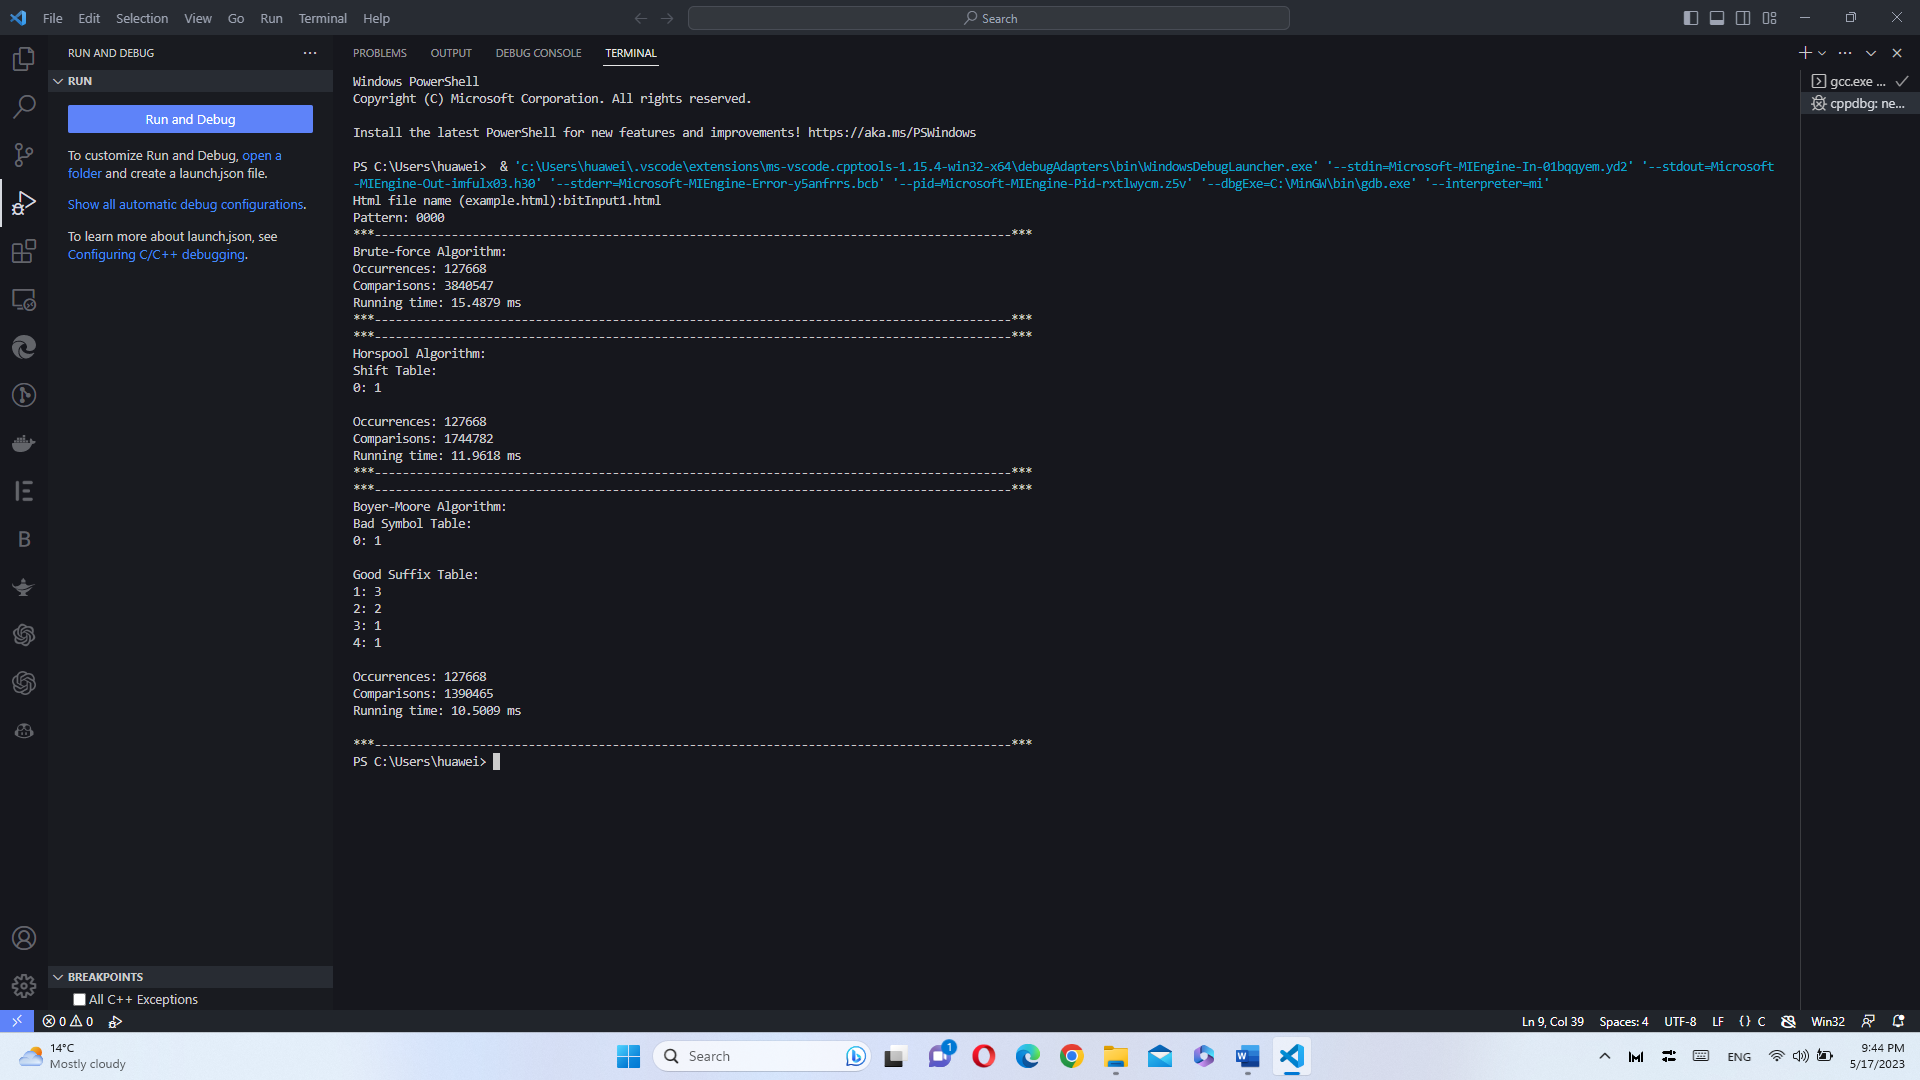 File Edit Selection View Go Run Terminal Help
Search
RUN AND DEBUG
RUN
Run and Debug
To customize Run and Debug, open a
folder and create a launch.json file.
Show all automatic debug configurations.
To learn more about launch.json, see
Configuring C/C++ debugging.
BREAKPOINTS
All C++ Exceptions
PROBLEMS OUTPUT DEBUG CONSOLE TERMINAL
Windows PowerShell
Copyright (C) Microsoft Corporation. All rights reserved.
Install the latest PowerShell for new features and improvements! https://aka.ms/PSWindows
PS C:\Users\huawei>  & 'c:\Users\huawei\.vscode\extensions\ms-vscode.cpptools-1.15.4-win32-x64\debugAdapters\bin\WindowsDebugLauncher.exe' '--stdin=Microsoft-MIEngine-In-01bqqyem.yd2' '--stdout=Microsoft
-MIEngine-Out-imfulx03.h30' '--stderr=Microsoft-MIEngine-Error-y5anfrrs.bcb' '--pid=Microsoft-MIEngine-Pid-rxtlwycm.z5v' '--dbgExe=C:\MinGW\bin\gdb.exe' '--interpreter=mi'
Html file name (example.html):bitInput1.html
Pattern: 0000
***-------------------------------------------------------------------------------------------***
Brute-force Algorithm:
Occurrences: 127668
Comparisons: 3840547
Running time: 15.4879 ms
***-------------------------------------------------------------------------------------------***
***-------------------------------------------------------------------------------------------***
Horspool Algorithm:
Shift Table:
0: 1
Occurrences: 127668
Comparisons: 1744782
Running time: 11.9618 ms
***-------------------------------------------------------------------------------------------***
***-------------------------------------------------------------------------------------------***
Boyer-Moore Algorithm:
Bad Symbol Table:
0: 1
Good Suffix Table:
1: 3
2: 2
3: 1
4: 1
Occurrences: 127668
Comparisons: 1390465
Running time: 10.5009 ms
***-------------------------------------------------------------------------------------------***
PS C:\Users\huawei>
gcc.exe ...
cppdbg: ne...
0 0
Ln 9, Col 39 Spaces: 4 UTF-8 LF {} C Win32
14°C
Mostly cloudy
Search
1
ENG
9:44 PM
5/17/2023